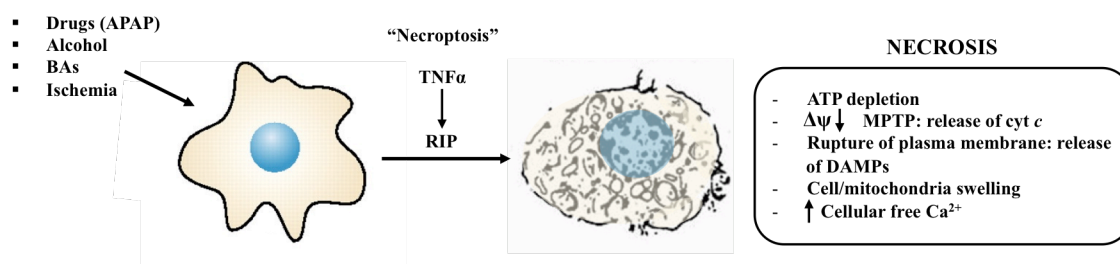 ▪ Drugs (APAP)
▪ Alcohol
▪ BAs
▪ Ischemia
“Necroptosis”
TNFα
RIP
NECROSIS
- ATP depletion
- Δψ↓ MPTP: release of cyt c
- Rupture of plasma membrane: release
of DAMPs
- Cell/mitochondria swelling
- ↑ Cellular free Ca²⁺